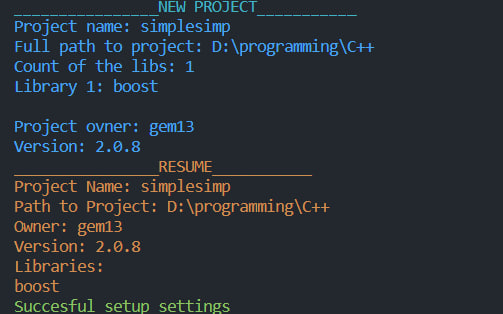 ________________NEW PROJECT___________
Project name: simplesimp
Full path to project: D:\programming\C++
Count of the libs: 1
Library 1: boost
Project ovner: gem13
Version: 2.0.8
________________RESUME___________
Project Name: simplesimp
Path to Project: D:\programming\C++
Owner: gem13
Version: 2.0.8
Libraries:
boost
Succesful setup settings